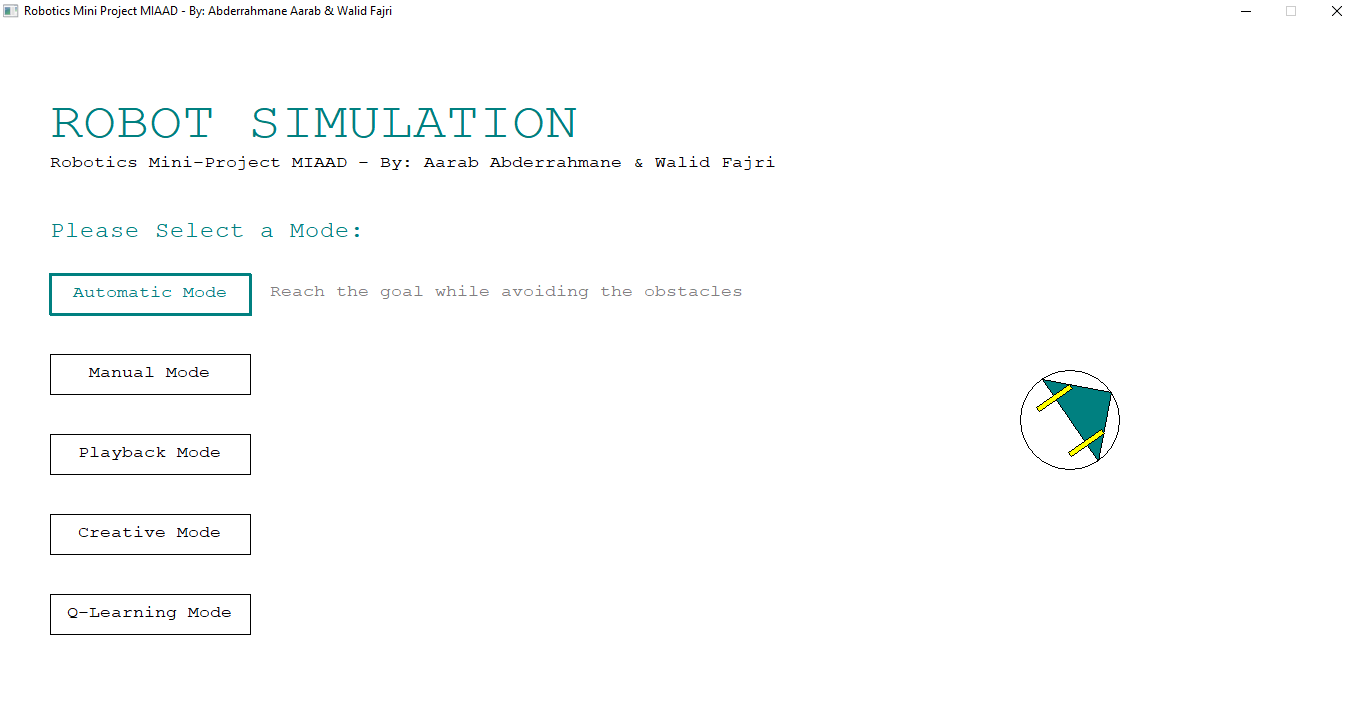 Robotics Mini Project MIAAD - By: Abderrahmane Aarab & Walid Fajri
ROBOT SIMULATION
Robotics Mini-Project MIAAD - By: Aarab Abderrahmane & Walid Fajri
Please Select a Mode:
Automatic Mode Reach the goal while avoiding the obstacles
Manual Mode
Playback Mode
Creative Mode
Q-Learning Mode